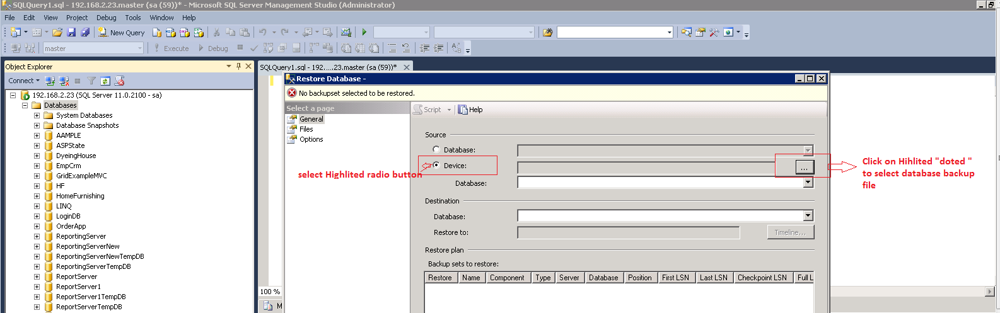 SQLQuery1.sql - 192.168.2.23.master (sa (59))* - Microsoft SQL Server Management Studio (Administrator)
File Edit View Project Debug Tools Window Help
New Query
master Execute Debug
Object Explorer
SQLQuery1.sql - 192.....23.master (sa (59))*
Connect
192.168.2.23 (SQL Server 11.0.2100 - sa)
Databases
System Databases
Database Snapshots
AAMPLE
ASPState
DyeingHouse
EmpCrm
GridExampleMVC
HF
HomeFurnishing
LINQ
LoginDB
OrderApp
ReportingServer
ReportingServerNew
ReportingServerNewTempDB
ReportingServerTempDB
ReportServer
ReportServer1
ReportServer1TempDB
ReportServerTempDB
100 %
M
Restore Database -
No backupset selected to be restored.
Select a page
General
Files
Options
Script Help
Source
Database:
Device:
...
Database:
Destination
Database:
Restore to:
Timeline...
Restore plan
Backup sets to restore:
Restore Name Component Type Server Database Position First LSN Last LSN Checkpoint LSN Full L
select Highlited radio button
Click on Hihlited "doted "
to select database backup
file